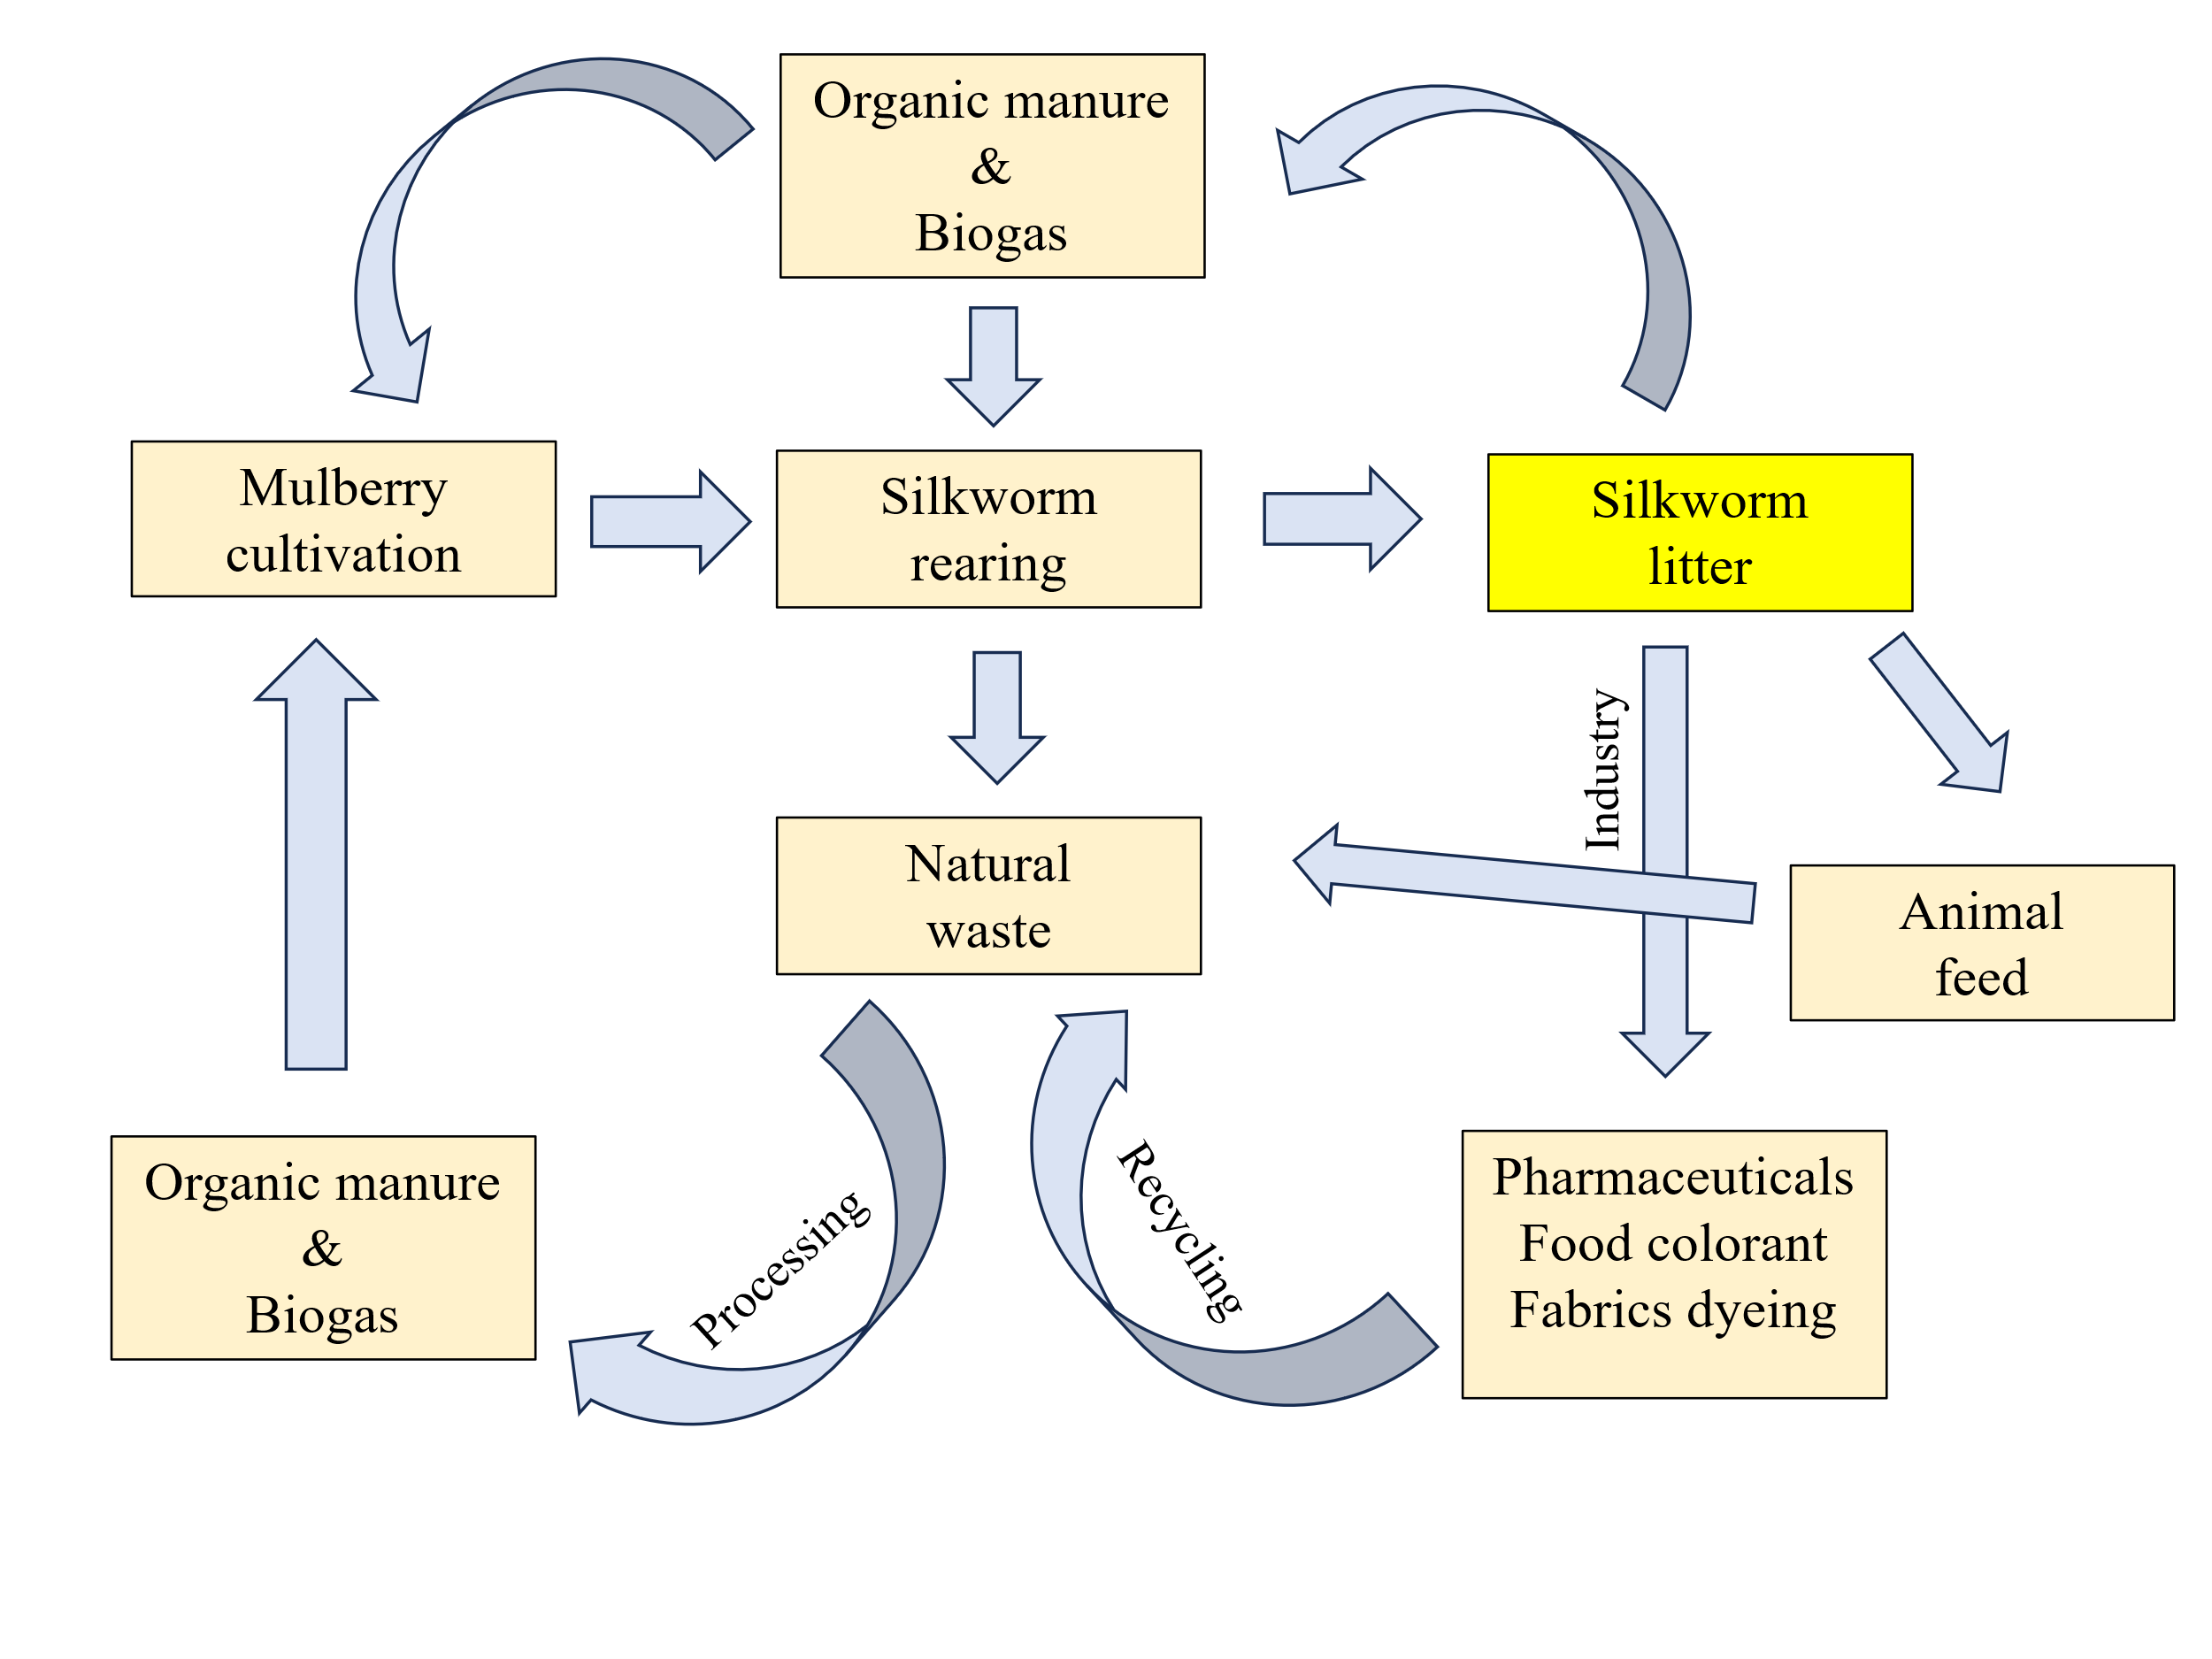 Organic manure
&
Biogas
Mulberry
cultivation
Silkworm
rearing
Silkworm
litter
Industry
Natural
waste
Animal
feed
Organic manure
&
Biogas
Processing
Recycling
Pharmaceuticals
Food colorant
Fabrics dyeing